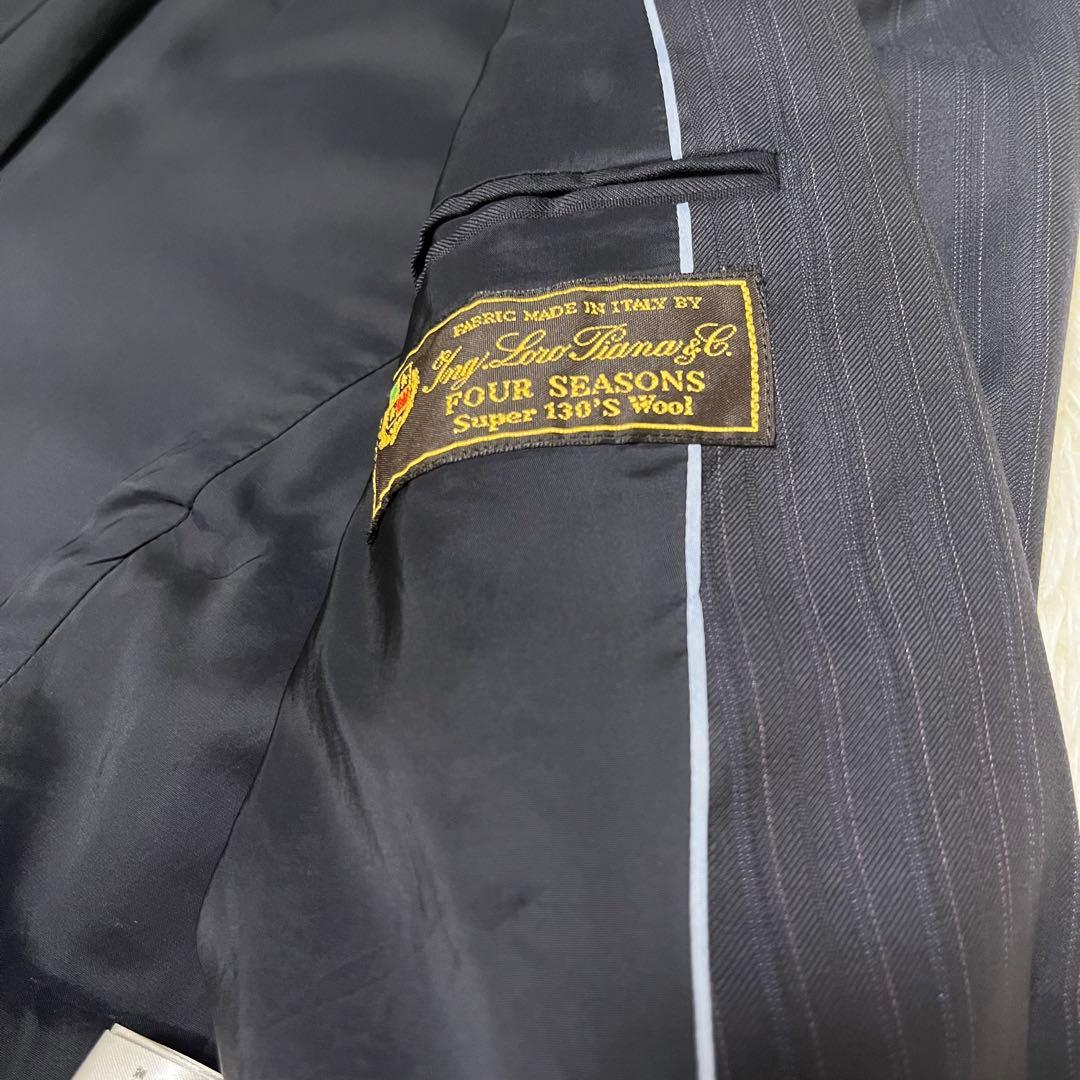 FABRIC MADE IN ITALY BY
Ing. Loro Piana & C.
FOUR SEASONS
Super 130'S Wool